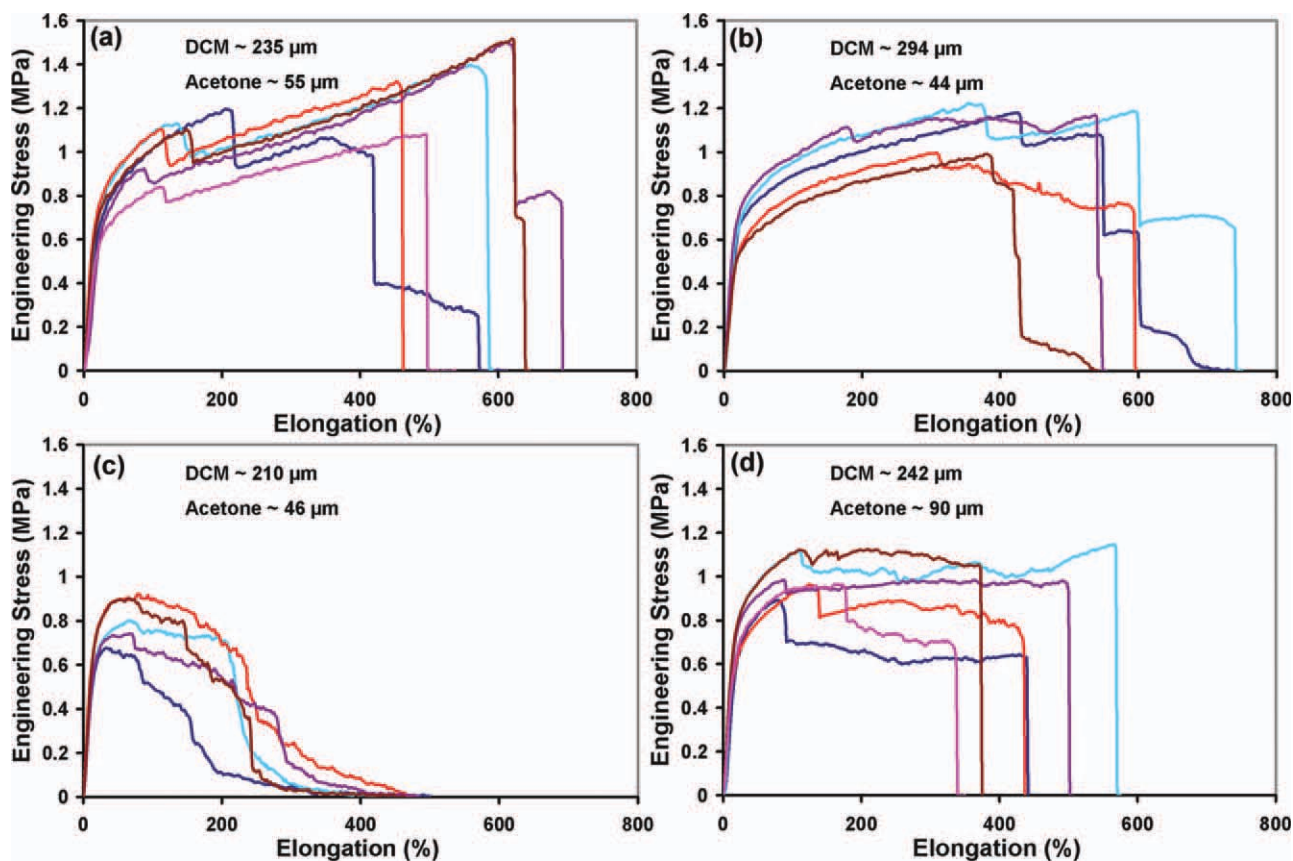 (a)
DCM ~ 235 µm
Acetone ~ 55 µm
Engineering Stress (MPa)
1.6
1.4
1.2
1
0.8
0.6
0.4
0.2
0
0 200 400 600 800
Elongation (%)
(b)
DCM ~ 294 µm
Acetone ~ 44 µm
Engineering Stress (MPa)
1.6
1.4
1.2
1
0.8
0.6
0.4
0.2
0
0 200 400 600 800
Elongation (%)
(c)
DCM ~ 210 µm
Acetone ~ 46 µm
Engineering Stress (MPa)
1.6
1.4
1.2
1
0.8
0.6
0.4
0.2
0
0 200 400 600 800
Elongation (%)
(d)
DCM ~ 242 µm
Acetone ~ 90 µm
Engineering Stress (MPa)
1.6
1.4
1.2
1
0.8
0.6
0.4
0.2
0
0 200 400 600 800
Elongation (%)